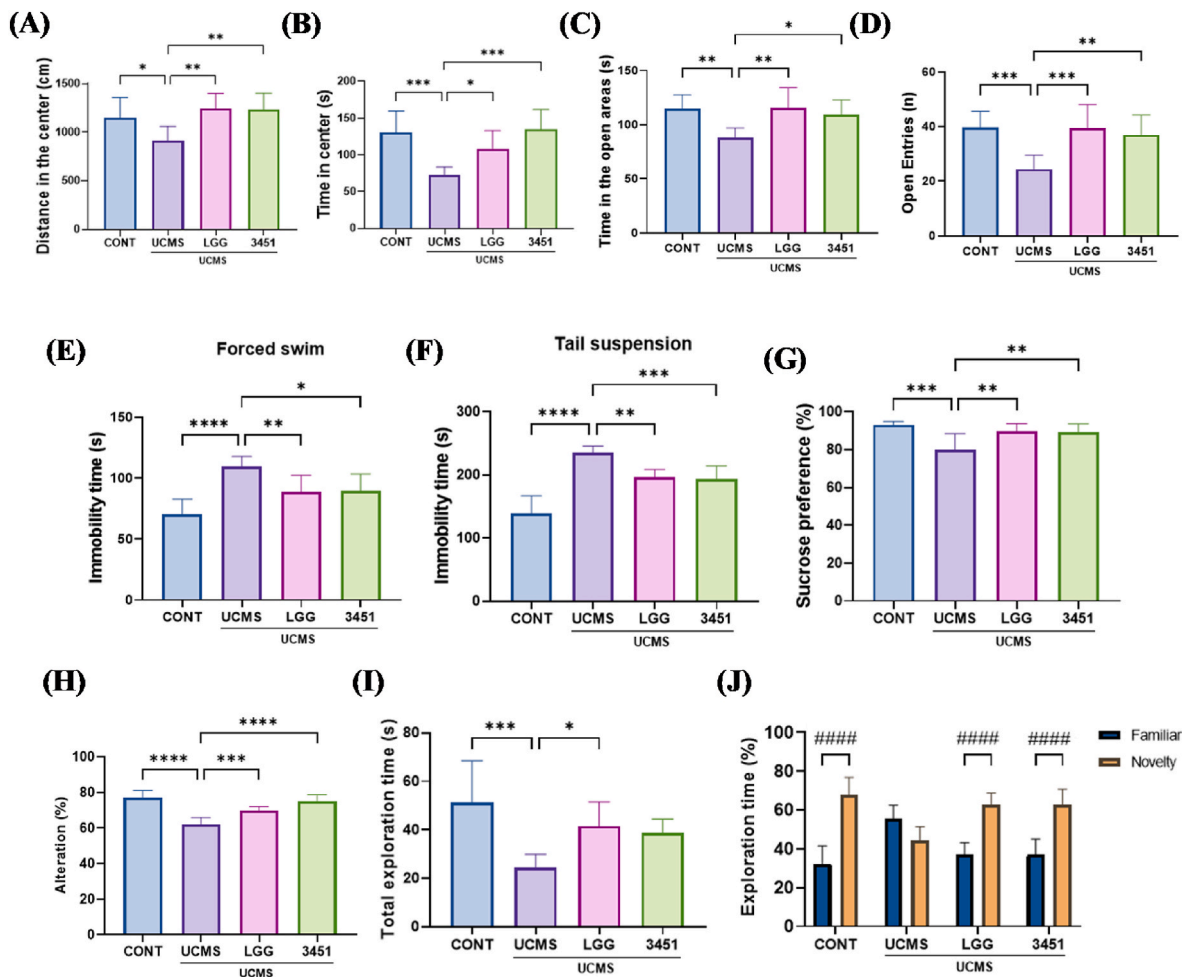 (A)
Distance in the center (cm)
1500
1000
500
0
* ** **
CONT UCMS LGG 3451
UCMS
(B)
Time in center (s)
200
150
100
50
0
*** * ***
CONT UCMS LGG 3451
UCMS
(C)
Time in the open areas (s)
150
100
50
0
** ** *
CONT UCMS LGG 3451
UCMS
(D)
Open Entries (n)
60
40
20
0
*** *** **
CONT UCMS LGG 3451
UCMS
(E)
Forced swim
Immobility time (s)
150
100
50
0
**** ** *
CONT UCMS LGG 3451
UCMS
(F)
Tail suspension
Immobility time (s)
300
200
100
0
**** ** ***
CONT UCMS LGG 3451
UCMS
(G)
Sucrose preference (%)
100
80
60
40
20
0
*** ** **
CONT UCMS LGG 3451
UCMS
(H)
Alteration (%)
100
80
60
40
20
0
**** *** ****
CONT UCMS LGG 3451
UCMS
(I)
Total exploration time (s)
80
60
40
20
0
*** *
CONT UCMS LGG 3451
UCMS
(J)
Exploration time (%)
100
80
60
40
20
0
#### #### ####
Familiar
Novelty
CONT UCMS LGG 3451
UCMS